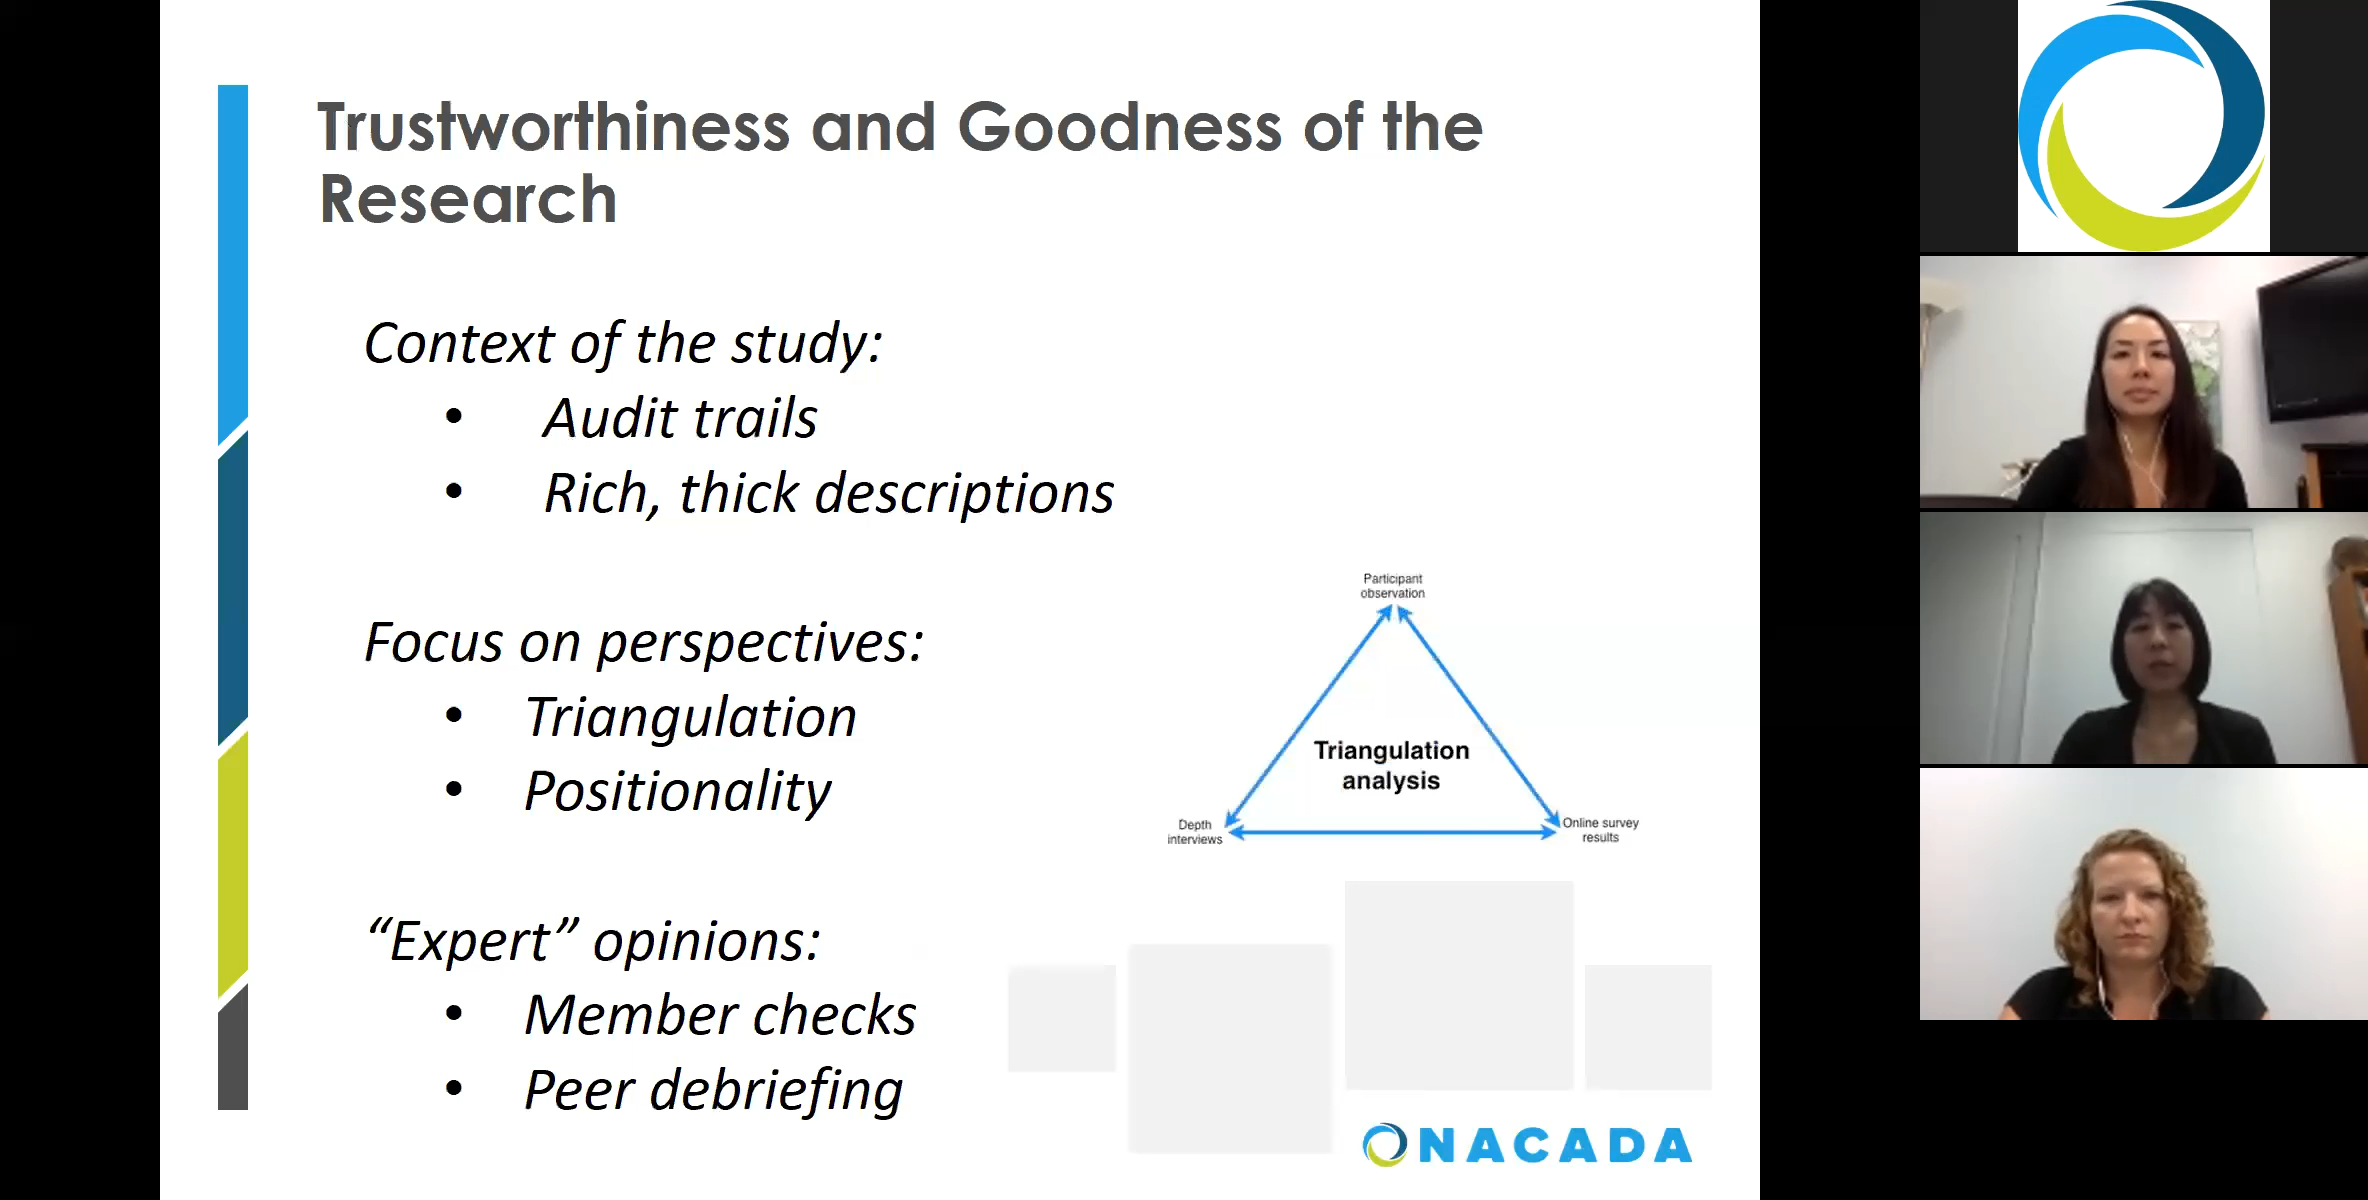 Trustworthiness and Goodness of the
Research
Context of the study:
• Audit trails
• Rich, thick descriptions
Focus on perspectives:
• Triangulation
• Positionality
“Expert” opinions:
• Member checks
• Peer debriefing
Participant
observation
Triangulation
analysis
Depth
interviews
Online survey
results
NACADA